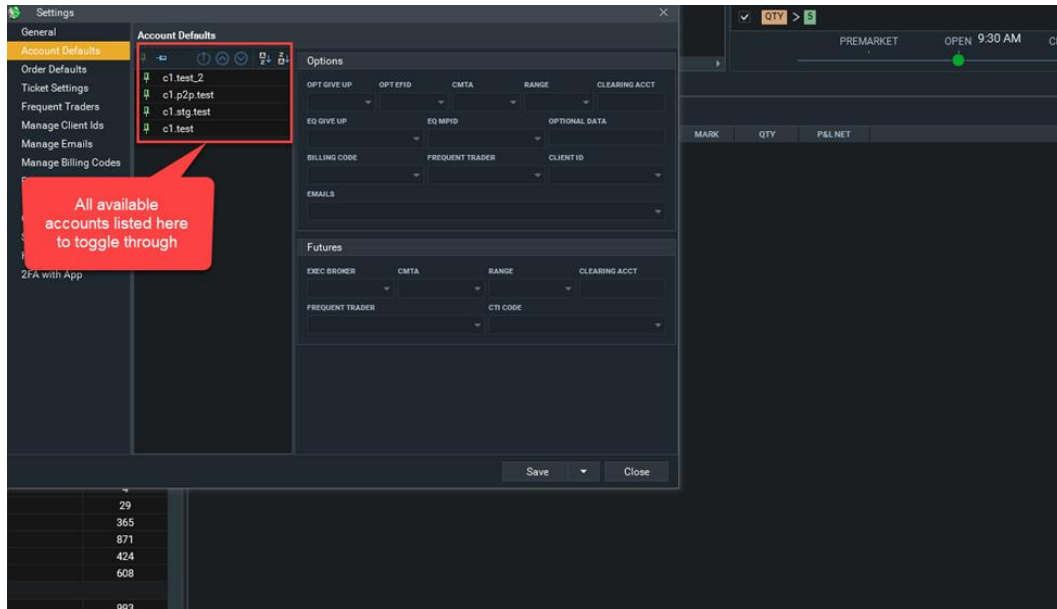 Settings
General
Account Defaults
Order Defaults
Ticket Settings
Frequent Traders
Manage Client Ids
Manage Emails
Manage Billing Codes
2FA with App
Account Defaults
c1.test_2
c1.p2p.test
c1.stg.test
c1.test
All available
accounts listed here
to toggle through
Options
OPT GIVE UP OPT EFID CMTA RANGE CLEARING ACCT
EQ GIVE UP EQ MPID OPTIONAL DATA
BILLING CODE FREQUENT TRADER CLIENT ID
EMAILS
Futures
EXEC BROKER CMTA RANGE CLEARING ACCT
FREQUENT TRADER CTI CODE
Save Close
QTY > 5
PREMARKET OPEN 9:30 AM
MARK QTY P&L NET
29
365
871
424
608
993